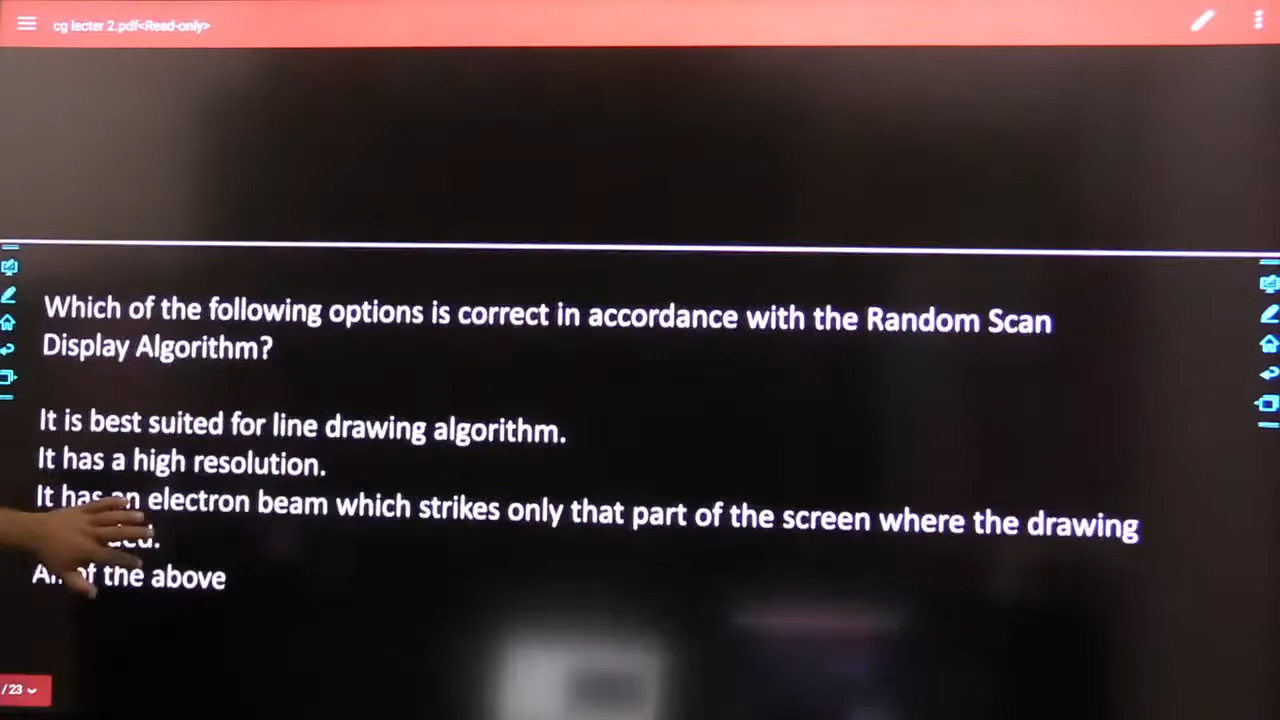 cg lecter 2.pdf<Read-only>
Which of the following options is correct in accordance with the Random Scan
Display Algorithm?
It is best suited for line drawing algorithm.
It has a high resolution.
It has an electron beam which strikes only that part of the screen where the drawing
of the above
/23